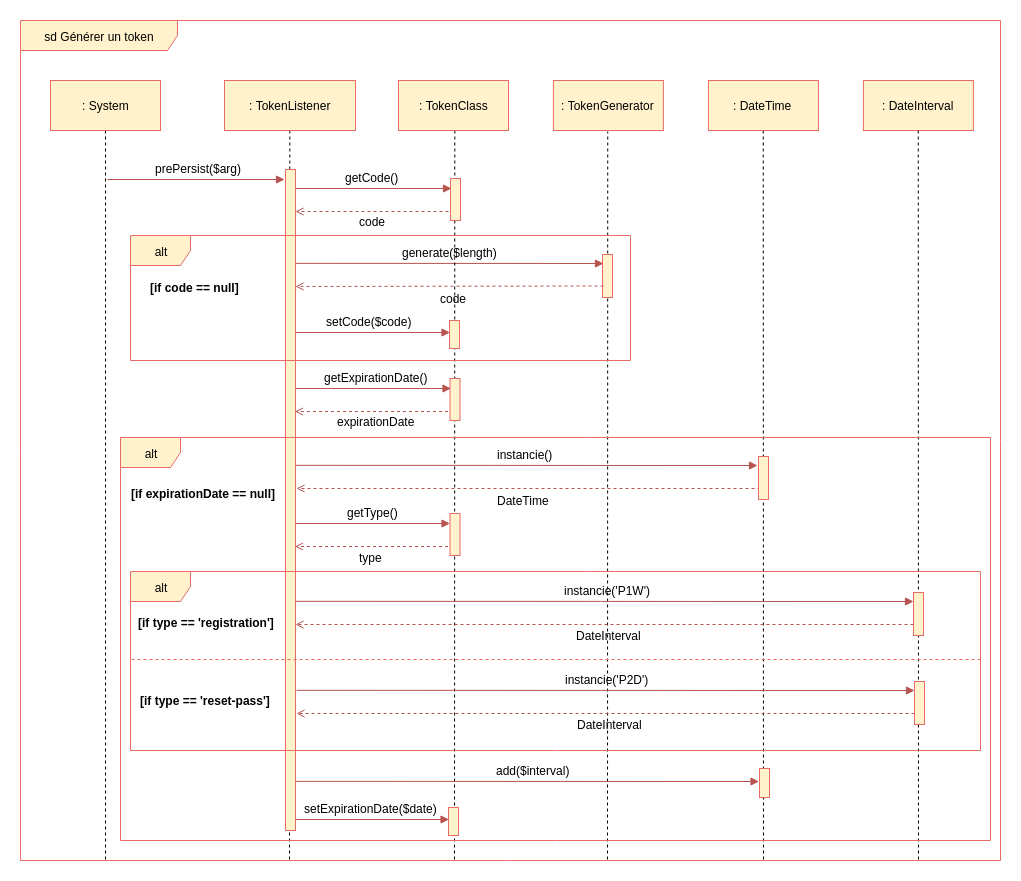 sd Générer un token
: System
: TokenListener
: TokenClass
: TokenGenerator
: DateTime
: DateInterval
prePersist($arg)
getCode()
code
alt
generate($length)
[if code == null]
code
setCode($code)
getExpirationDate()
expirationDate
alt
instancie()
[if expirationDate == null]
DateTime
getType()
type
alt
instancie('P1W')
[if type == 'registration']
DateInterval
instancie('P2D')
[if type == 'reset-pass']
DateInterval
add($interval)
setExpirationDate($date)